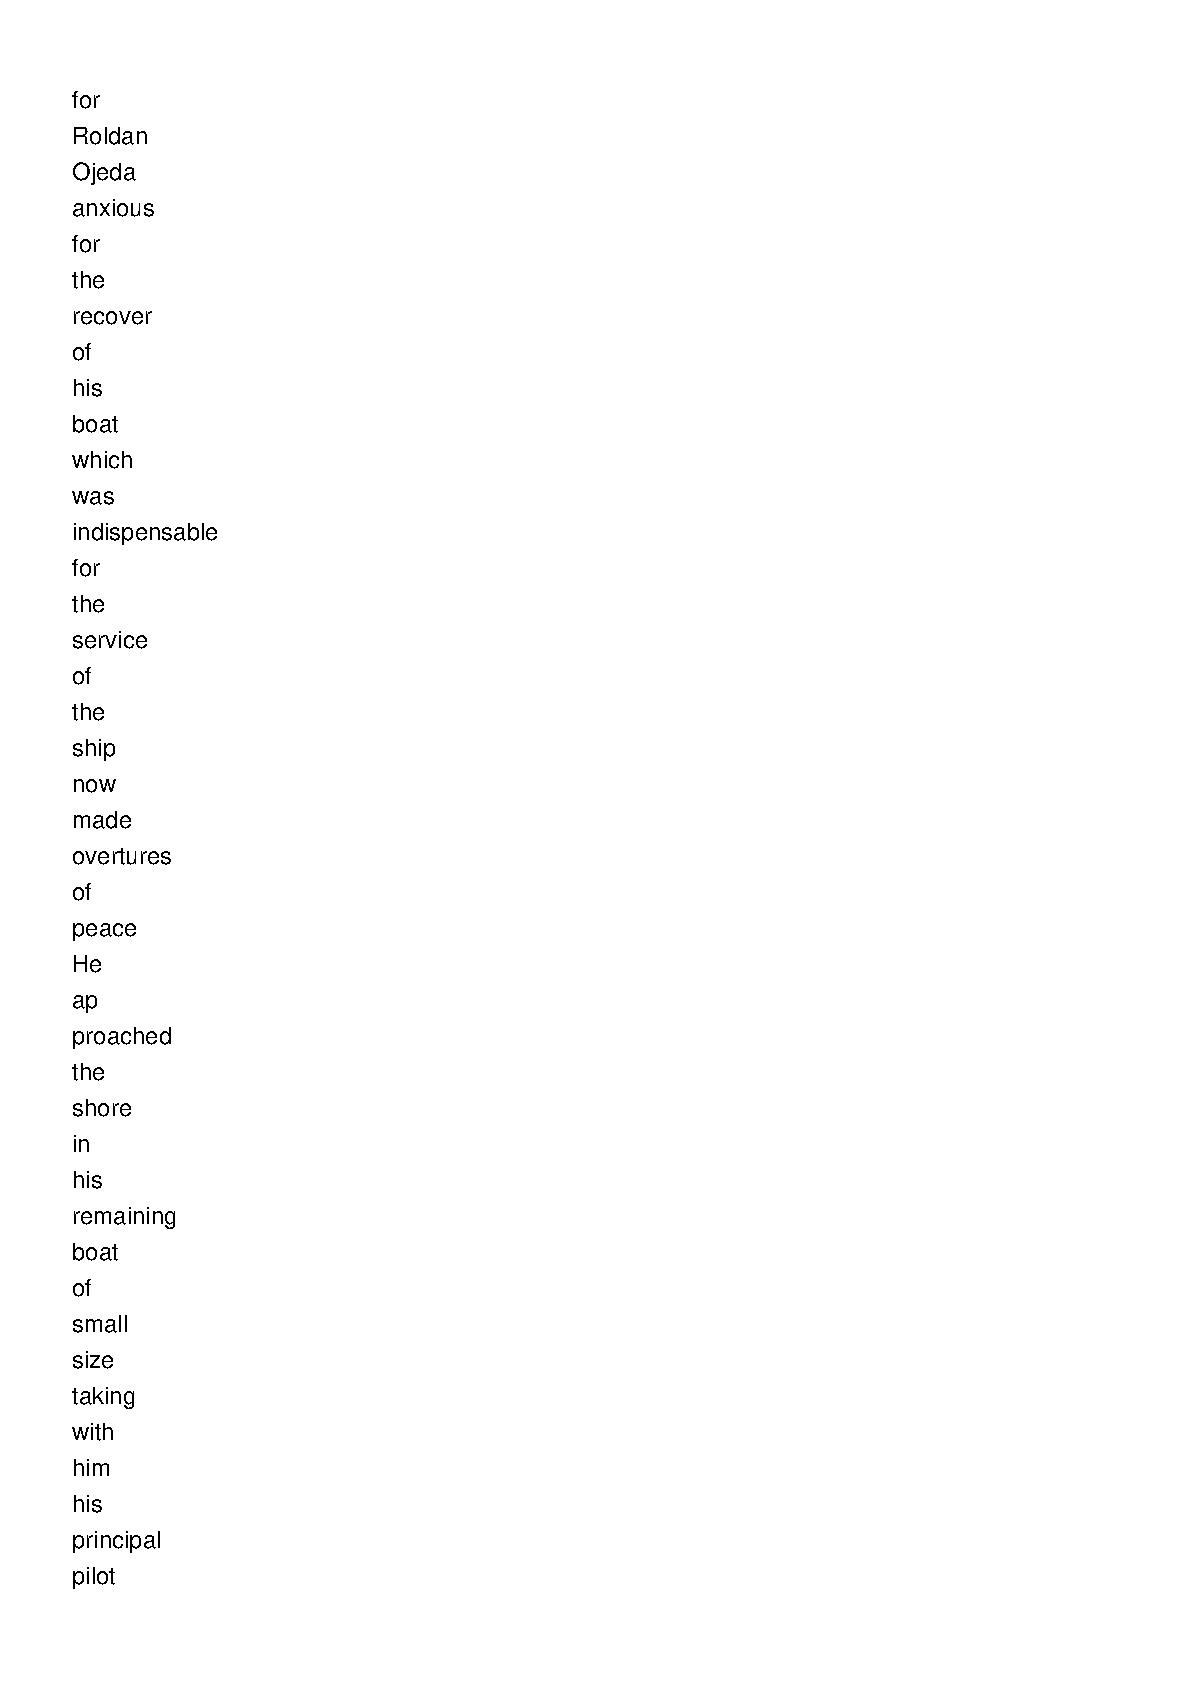 for
Roldan
Ojeda
anxious
for
the
recover
of
his
boat
which
was
indispensable
for
the
service
of
the
ship
now
made
overtures
of
peace
He
ap
proached
the
shore
in
his
remaining
boat
of
small
size
taking
with
him
his
principal
pilot